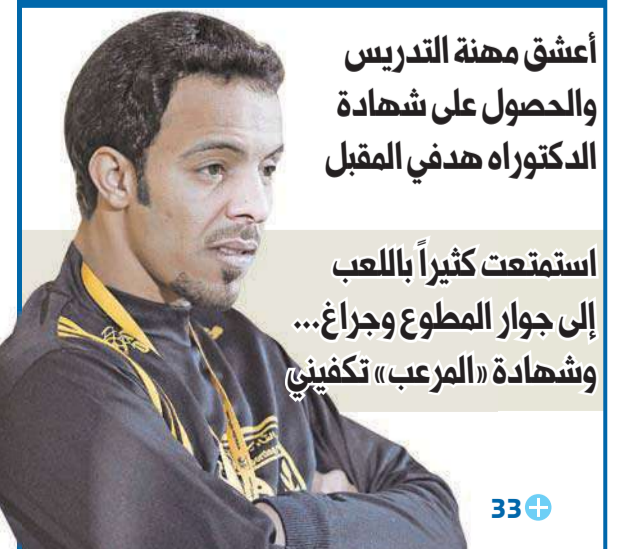 أعشق مهنة التدريس
والحصول على شهادة
الدكتوراه هدفي المقبل
استمتعت كثيراً باللعب
إلى جوار المطوع وجراغ...
وشهادة «المرعب» تكفيني
33